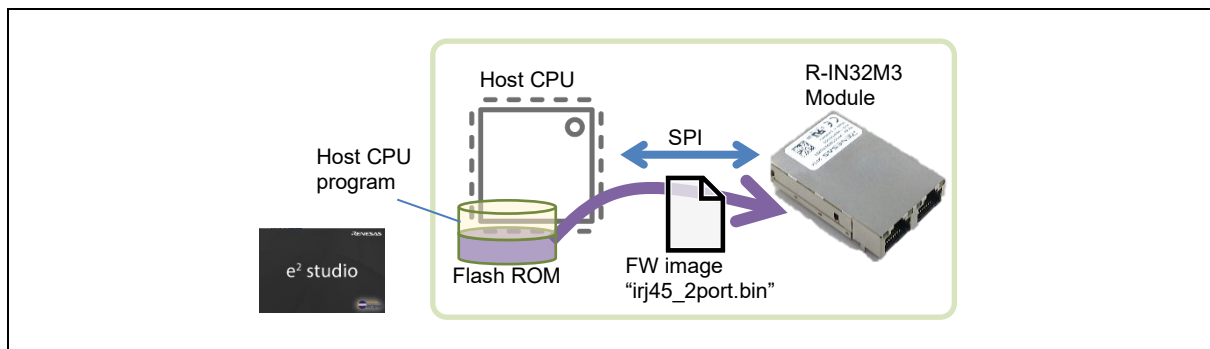 Host CPU
R-IN32M3
Module
SPI
Host CPU
program
RENESAS
e² studio
Flash ROM
FW image
“irj45_2port.bin”